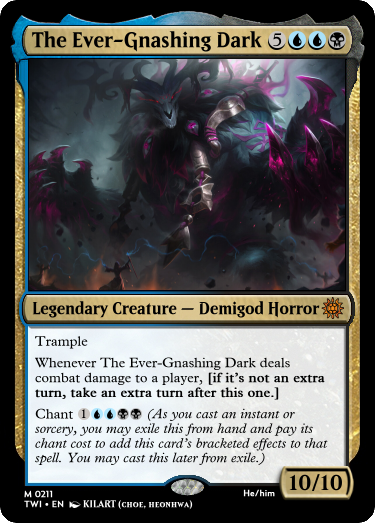 The Ever-Gnashing Dark 5
Legendary Creature — Demigod Horror
Trample
Whenever The Ever-Gnashing Dark deals
combat damage to a player, [if it's not an extra
turn, take an extra turn after this one.]
Chant 1 (As you cast an instant or
sorcery, you may exile this from hand and pay its
chant cost to add this card's bracketed effects to that
spell. You may cast this later from exile.)
10/10
M 0211
He/him
TWI • EN KILART (CHOE, HEONHWA)